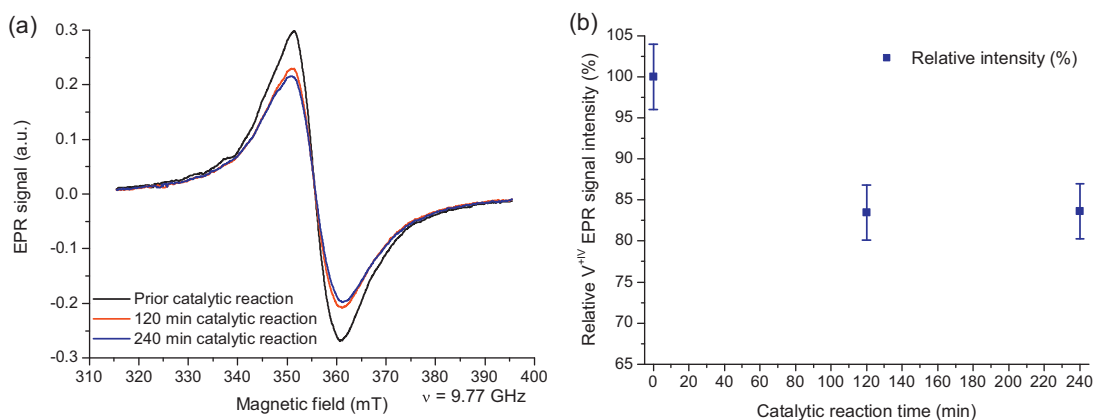 (a)
0.3
0.2
0.1
0.0
-0.1
-0.2
-0.3
EPR signal (a.u.)
Prior catalytic reaction
120 min catalytic reaction
240 min catalytic reaction
310 320 330 340 350 360 370 380 390 400
Magnetic field (mT)
ν = 9.77 GHz
(b)
105
100
95
90
85
80
75
70
65
Relative V+IV EPR signal intensity (%)
Relative intensity (%)
0 20 40 60 80 100 120 140 160 180 200 220 240
Catalytic reaction time (min)